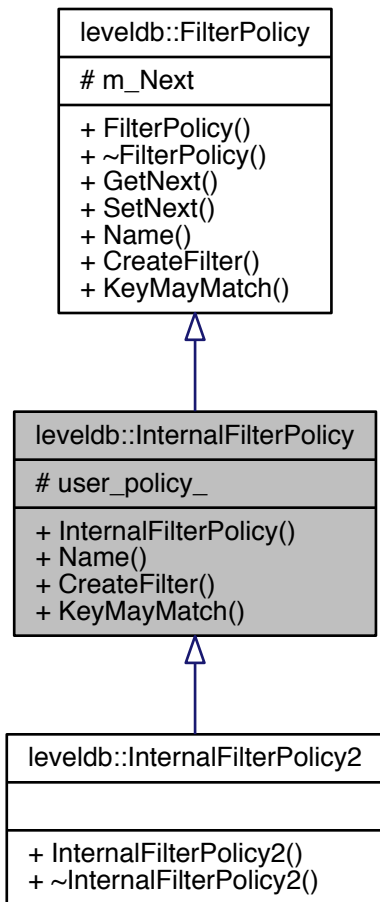 leveldb::FilterPolicy
# m_Next
+ FilterPolicy()
+ ~FilterPolicy()
+ GetNext()
+ SetNext()
+ Name()
+ CreateFilter()
+ KeyMayMatch()
leveldb::InternalFilterPolicy
# user_policy_
+ InternalFilterPolicy()
+ Name()
+ CreateFilter()
+ KeyMayMatch()
leveldb::InternalFilterPolicy2
+ InternalFilterPolicy2()
+ ~InternalFilterPolicy2()